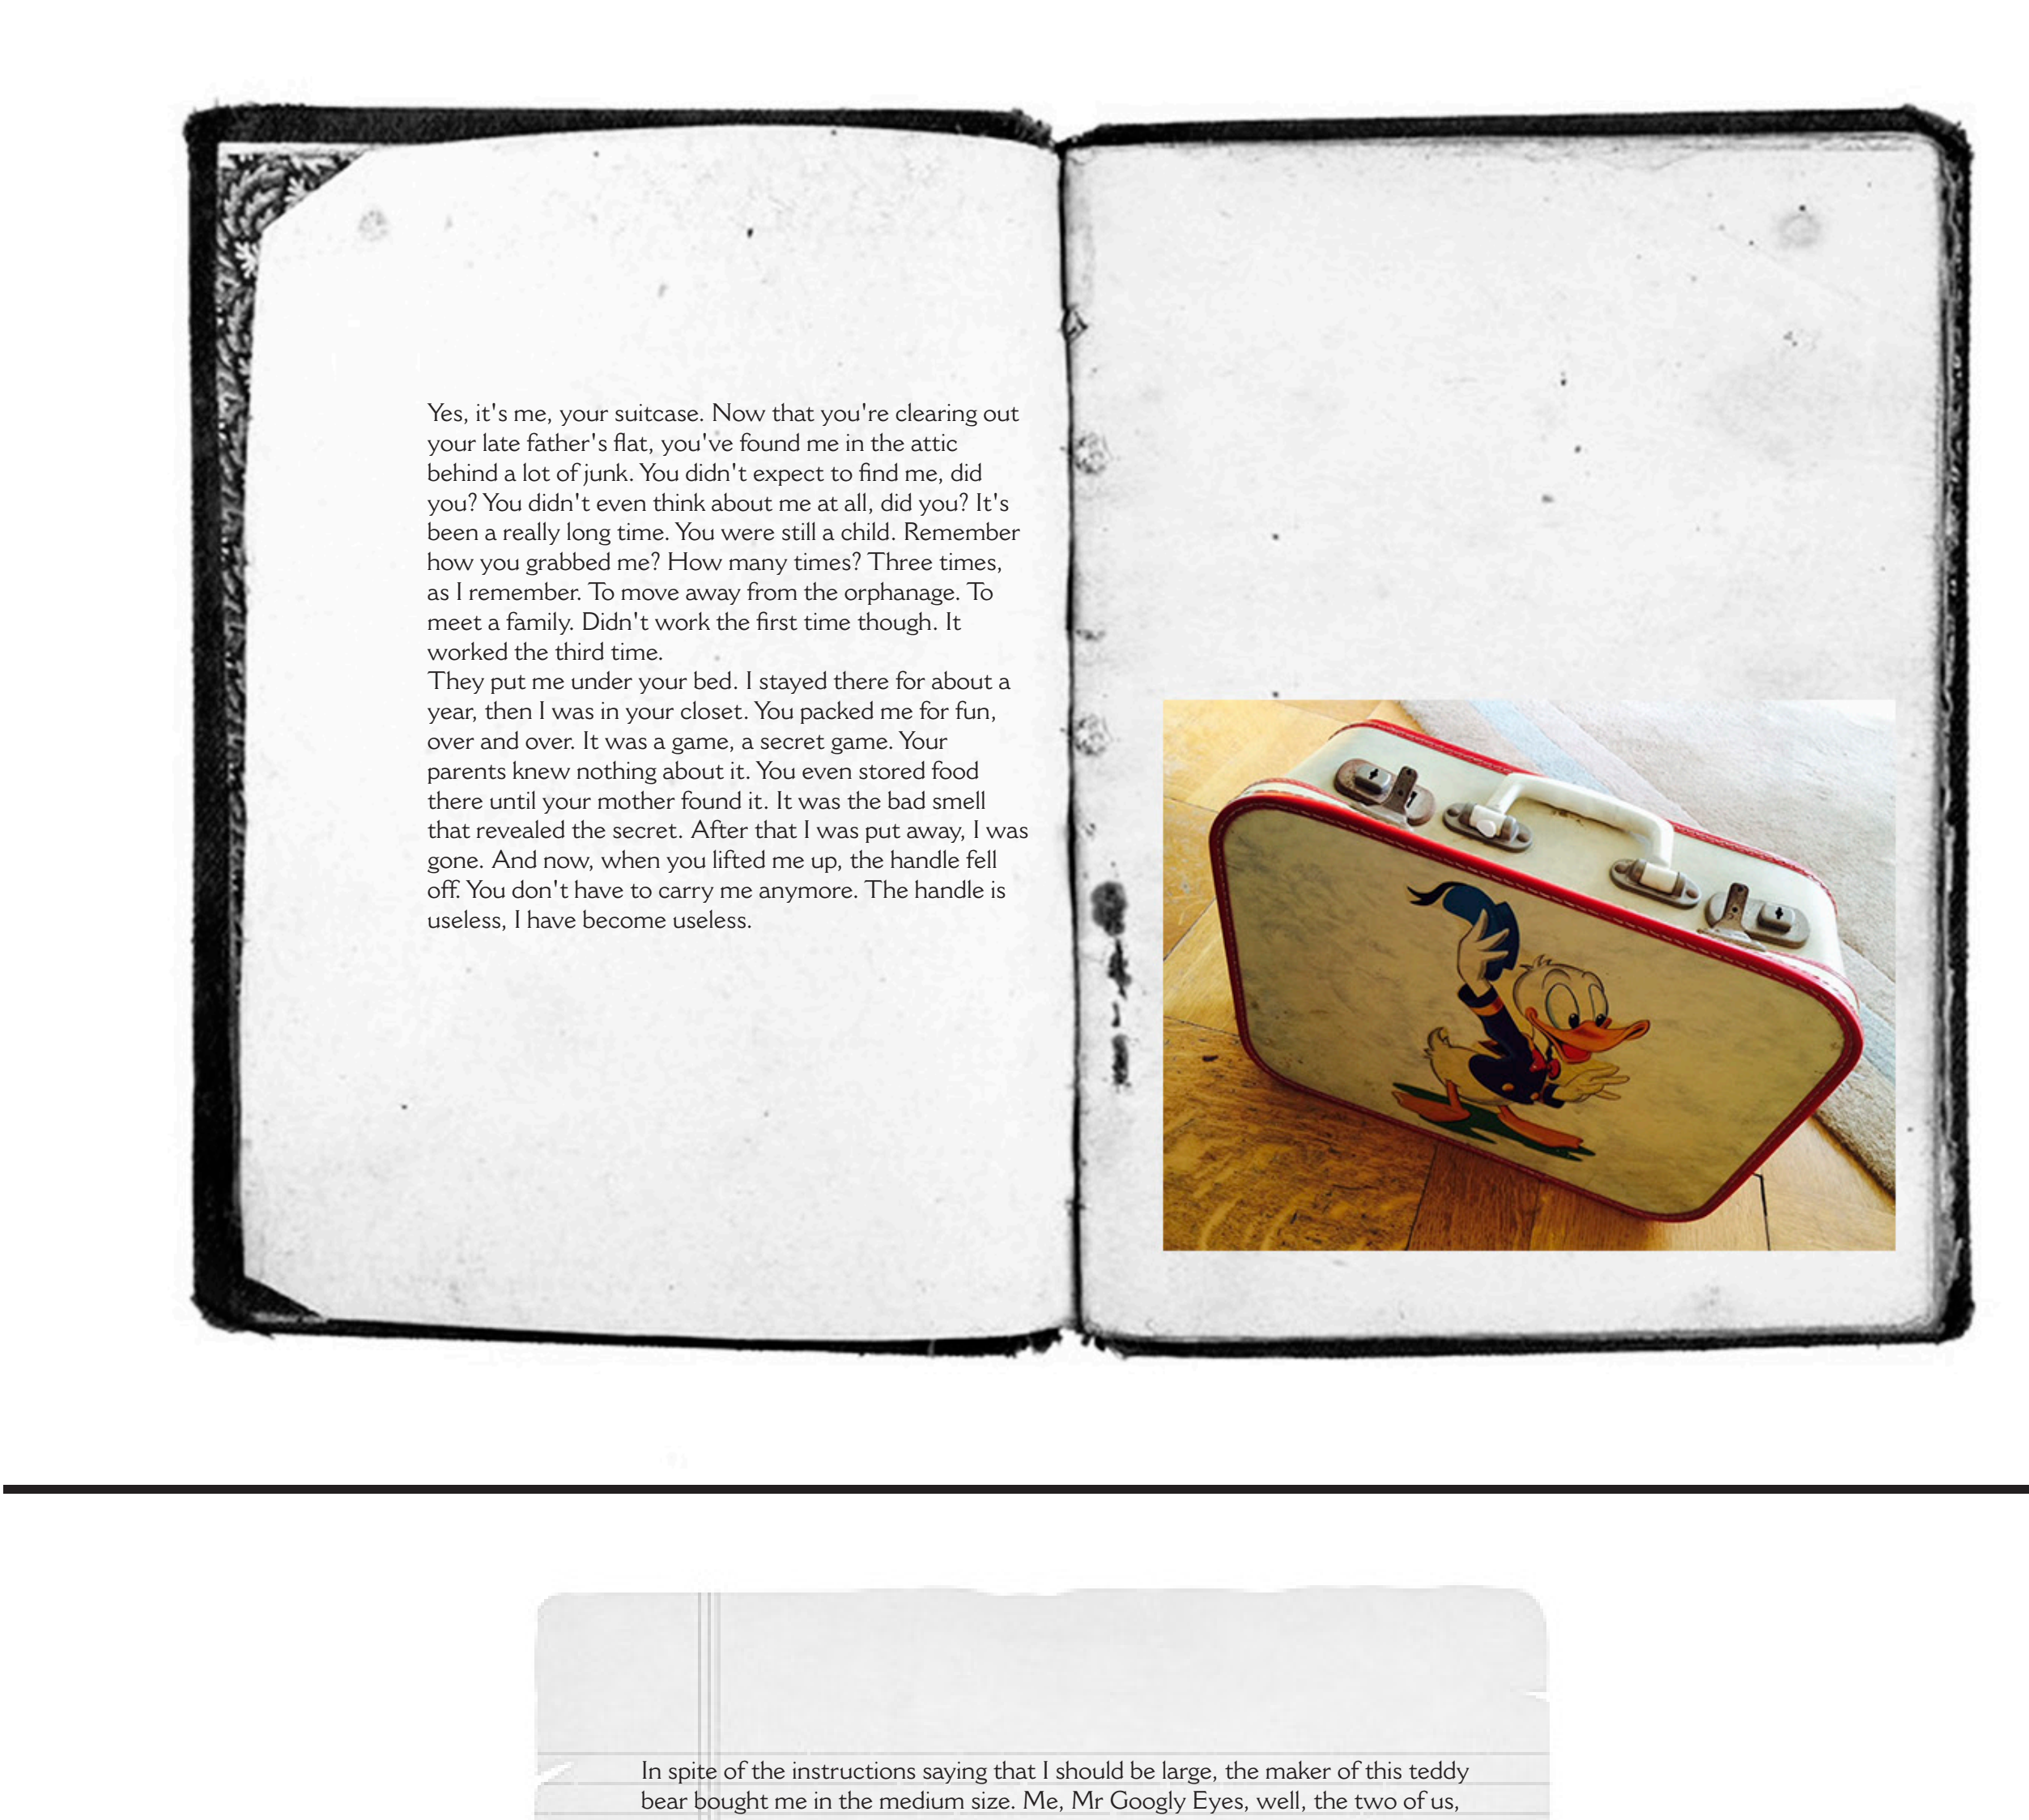 Yes, it's me, your suitcase. Now that you're clearing out
your late father's flat, you've found me in the attic
behind a lot of junk. You didn't expect to find me, did
you? You didn't even think about me at all, did you? It's
been a really long time. You were still a child. Remember
how you grabbed me? How many times? Three times,
as I remember. To move away from the orphanage. To
meet a family. Didn't work the first time though. It
worked the third time.
They put me under your bed. I stayed there for about a
year, then I was in your closet. You packed me for fun,
over and over. It was a game, a secret game. Your
parents knew nothing about it. You even stored food
there until your mother found it. It was the bad smell
that revealed the secret. After that I was put away, I was
gone. And now, when you lifted me up, the handle fell
off. You don't have to carry me anymore. The handle is
useless, I have become useless.
In spite of the instructions saying that I should be large, the maker of this teddy
bear bought me in the medium size. Me, Mr Googly Eyes, well, the two of us,